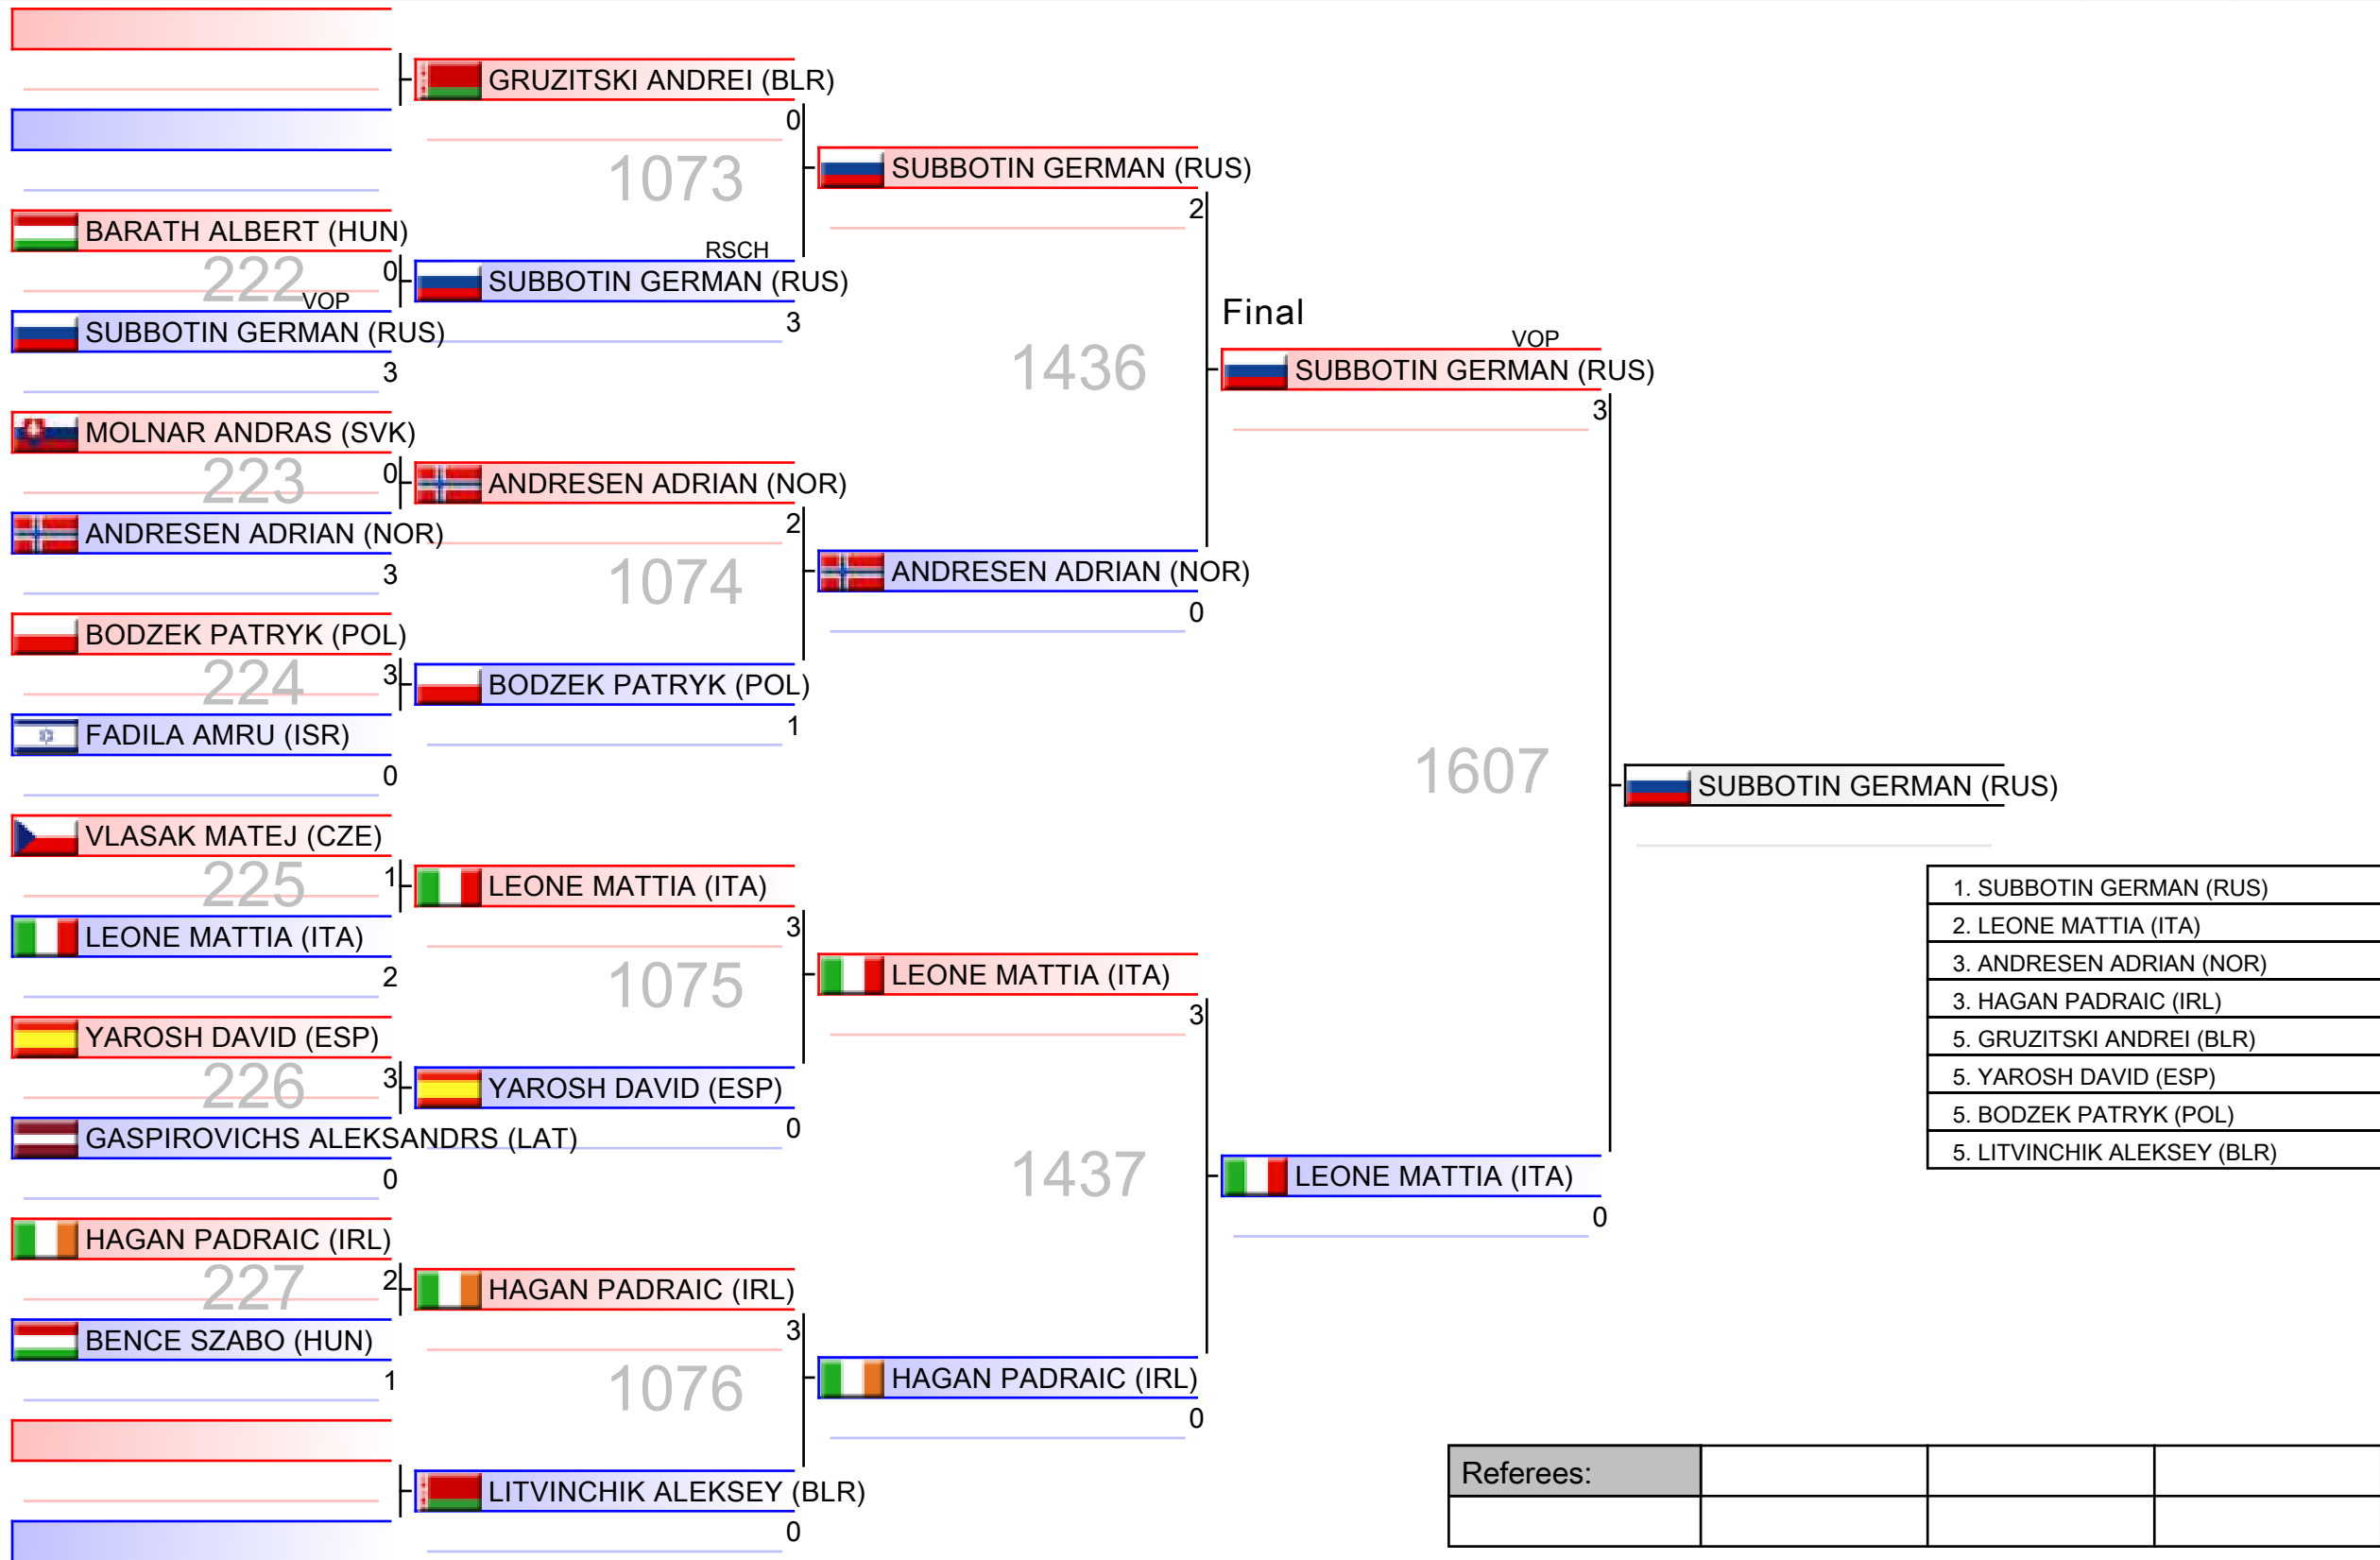 GRUZITSKI ANDREI (BLR)
0
1073
SUBBOTIN GERMAN (RUS)
2
BARATH ALBERT (HUN)
222
0
VOP
RSCH
SUBBOTIN GERMAN (RUS)
3
SUBBOTIN GERMAN (RUS)
3
Final
VOP
1436
SUBBOTIN GERMAN (RUS)
3
MOLNAR ANDRAS (SVK)
223
0
ANDRESEN ADRIAN (NOR)
2
ANDRESEN ADRIAN (NOR)
3
1074
ANDRESEN ADRIAN (NOR)
0
BODZEK PATRYK (POL)
224
3
BODZEK PATRYK (POL)
1
FADILA AMRU (ISR)
0
1607
SUBBOTIN GERMAN (RUS)
VLASAK MATEJ (CZE)
225
1
LEONE MATTIA (ITA)
3
LEONE MATTIA (ITA)
2
1075
LEONE MATTIA (ITA)
3
YAROSH DAVID (ESP)
226
3
YAROSH DAVID (ESP)
0
GASPIROVICHS ALEKSANDRS (LAT)
0
1437
LEONE MATTIA (ITA)
0
HAGAN PADRAIC (IRL)
227
2
HAGAN PADRAIC (IRL)
3
BENCE SZABO (HUN)
1
1076
HAGAN PADRAIC (IRL)
0
LITVINCHIK ALEKSEY (BLR)
0
1. SUBBOTIN GERMAN (RUS)
2. LEONE MATTIA (ITA)
3. ANDRESEN ADRIAN (NOR)
3. HAGAN PADRAIC (IRL)
5. GRUZITSKI ANDREI (BLR)
5. YAROSH DAVID (ESP)
5. BODZEK PATRYK (POL)
5. LITVINCHIK ALEKSEY (BLR)
Referees: